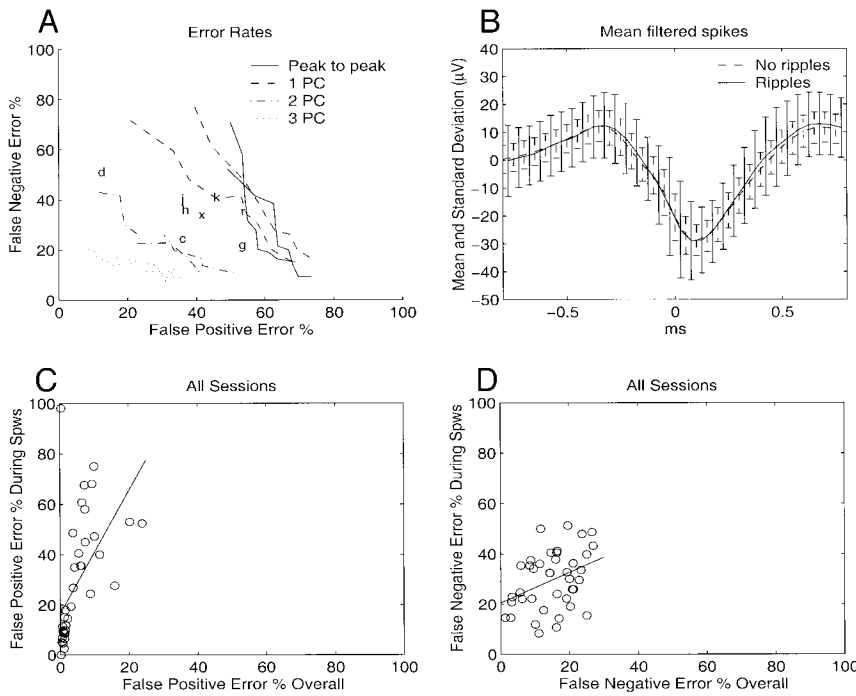 A
Error Rates
Peak to peak
1 PC
2 PC
3 PC
False Negative Error %
100
80
60
40
20
0
d
i
h
x
k
r
c
g
0 20 40 60 80 100
False Positive Error %
B
Mean filtered spikes
No ripples
Ripples
Mean and Standard Deviation (μV)
40
30
20
10
0
−10
−20
−30
−40
−50
−0.5 0 0.5
ms
C
All Sessions
False Positive Error % During Spws
100
80
60
40
20
0
0 20 40 60 80 100
False Positive Error % Overall
D
All Sessions
False Negative Error % During Spws
100
80
60
40
20
0
0 20 40 60 80 100
False Negative Error % Overall